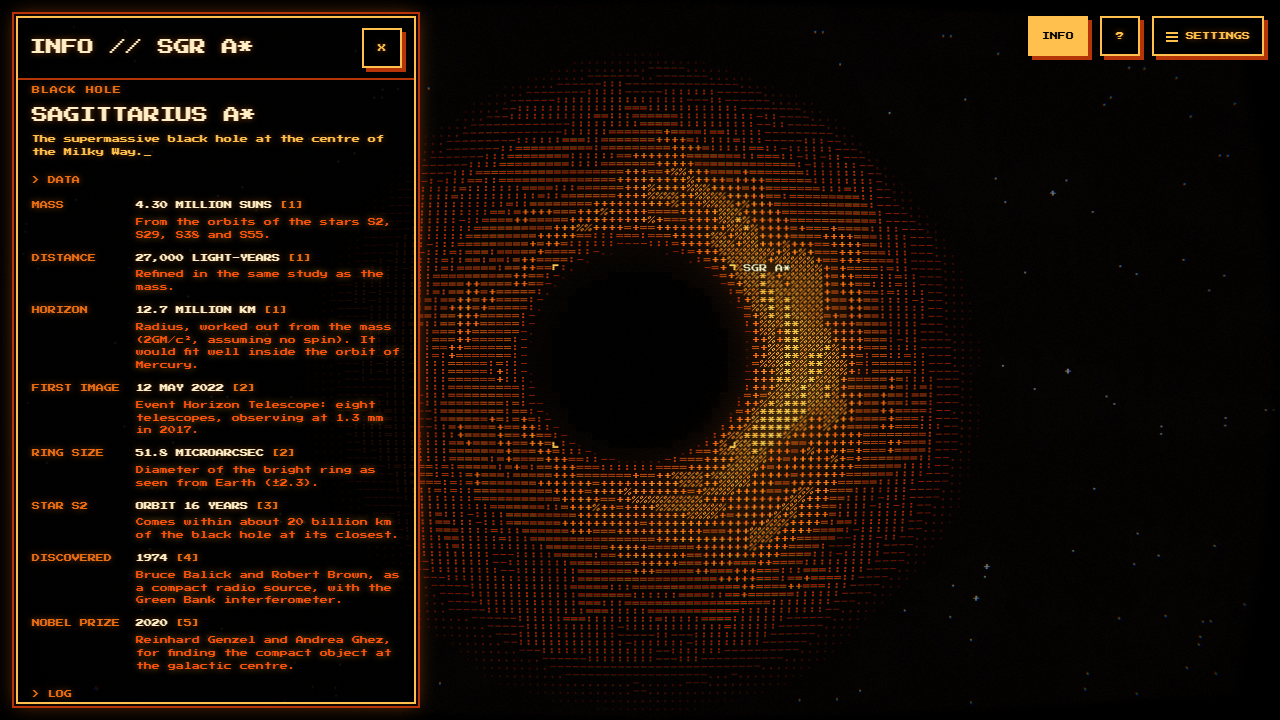 INFO // SGR A*
x
INFO
?
SETTINGS
BLACK HOLE
SAGITTARIUS A*
The supermassive black hole at the centre of
the Milky Way._
> DATA
MASS
4.30 MILLION SUNS [1]
From the orbits of the stars S2,
S29, S38 and S55.
DISTANCE
27,000 LIGHT-YEARS [1]
Refined in the same study as the
mass.
HORIZON
12.7 MILLION KM [1]
Radius, worked out from the mass
(2GM/c², assuming no spin). It
would fit well inside the orbit of
Mercury.
FIRST IMAGE
12 MAY 2022 [2]
Event Horizon Telescope: eight
telescopes, observing at 1.3 mm
in 2017.
RING SIZE
51.8 MICROARCSEC [2]
Diameter of the bright ring as
seen from Earth (±2.3).
STAR S2
ORBIT 16 YEARS [3]
Comes within about 20 billion km
of the black hole at its closest.
DISCOVERED
1974 [4]
Bruce Balick and Robert Brown, as
a compact radio source, with the
Green Bank interferometer.
NOBEL PRIZE
2020 [5]
Reinhard Genzel and Andrea Ghez,
for finding the compact object at
the galactic centre.
> LOG
SGR A*